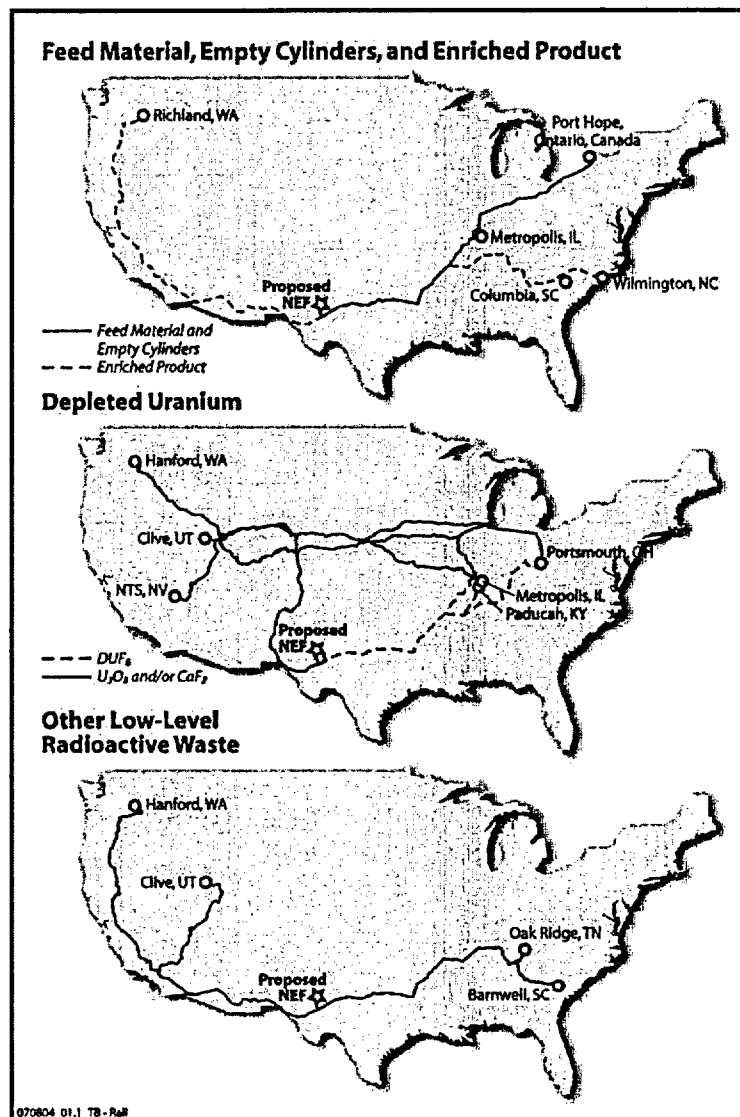 Feed Material, Empty Cylinders, and Enriched Product
Richland, WA
Port Hope,
Ontario, Canada
Metropolis, IL
Proposed
NEF
Columbia, SC
Wilmington, NC
Feed Material and
Empty Cylinders
Enriched Product
Depleted Uranium
Hanford, WA
Clive, UT
Portsmouth, OH
NTS, NV
Metropolis, IL
Paducah, KY
Proposed
NEF
DUF₆
U₃O₈ and/or CaF₂
Other Low-Level
Radioactive Waste
Hanford, WA
Clive, UT
Oak Ridge, TN
Proposed
NEF
Barnwell, SC
070804 01.1 TB - Rail